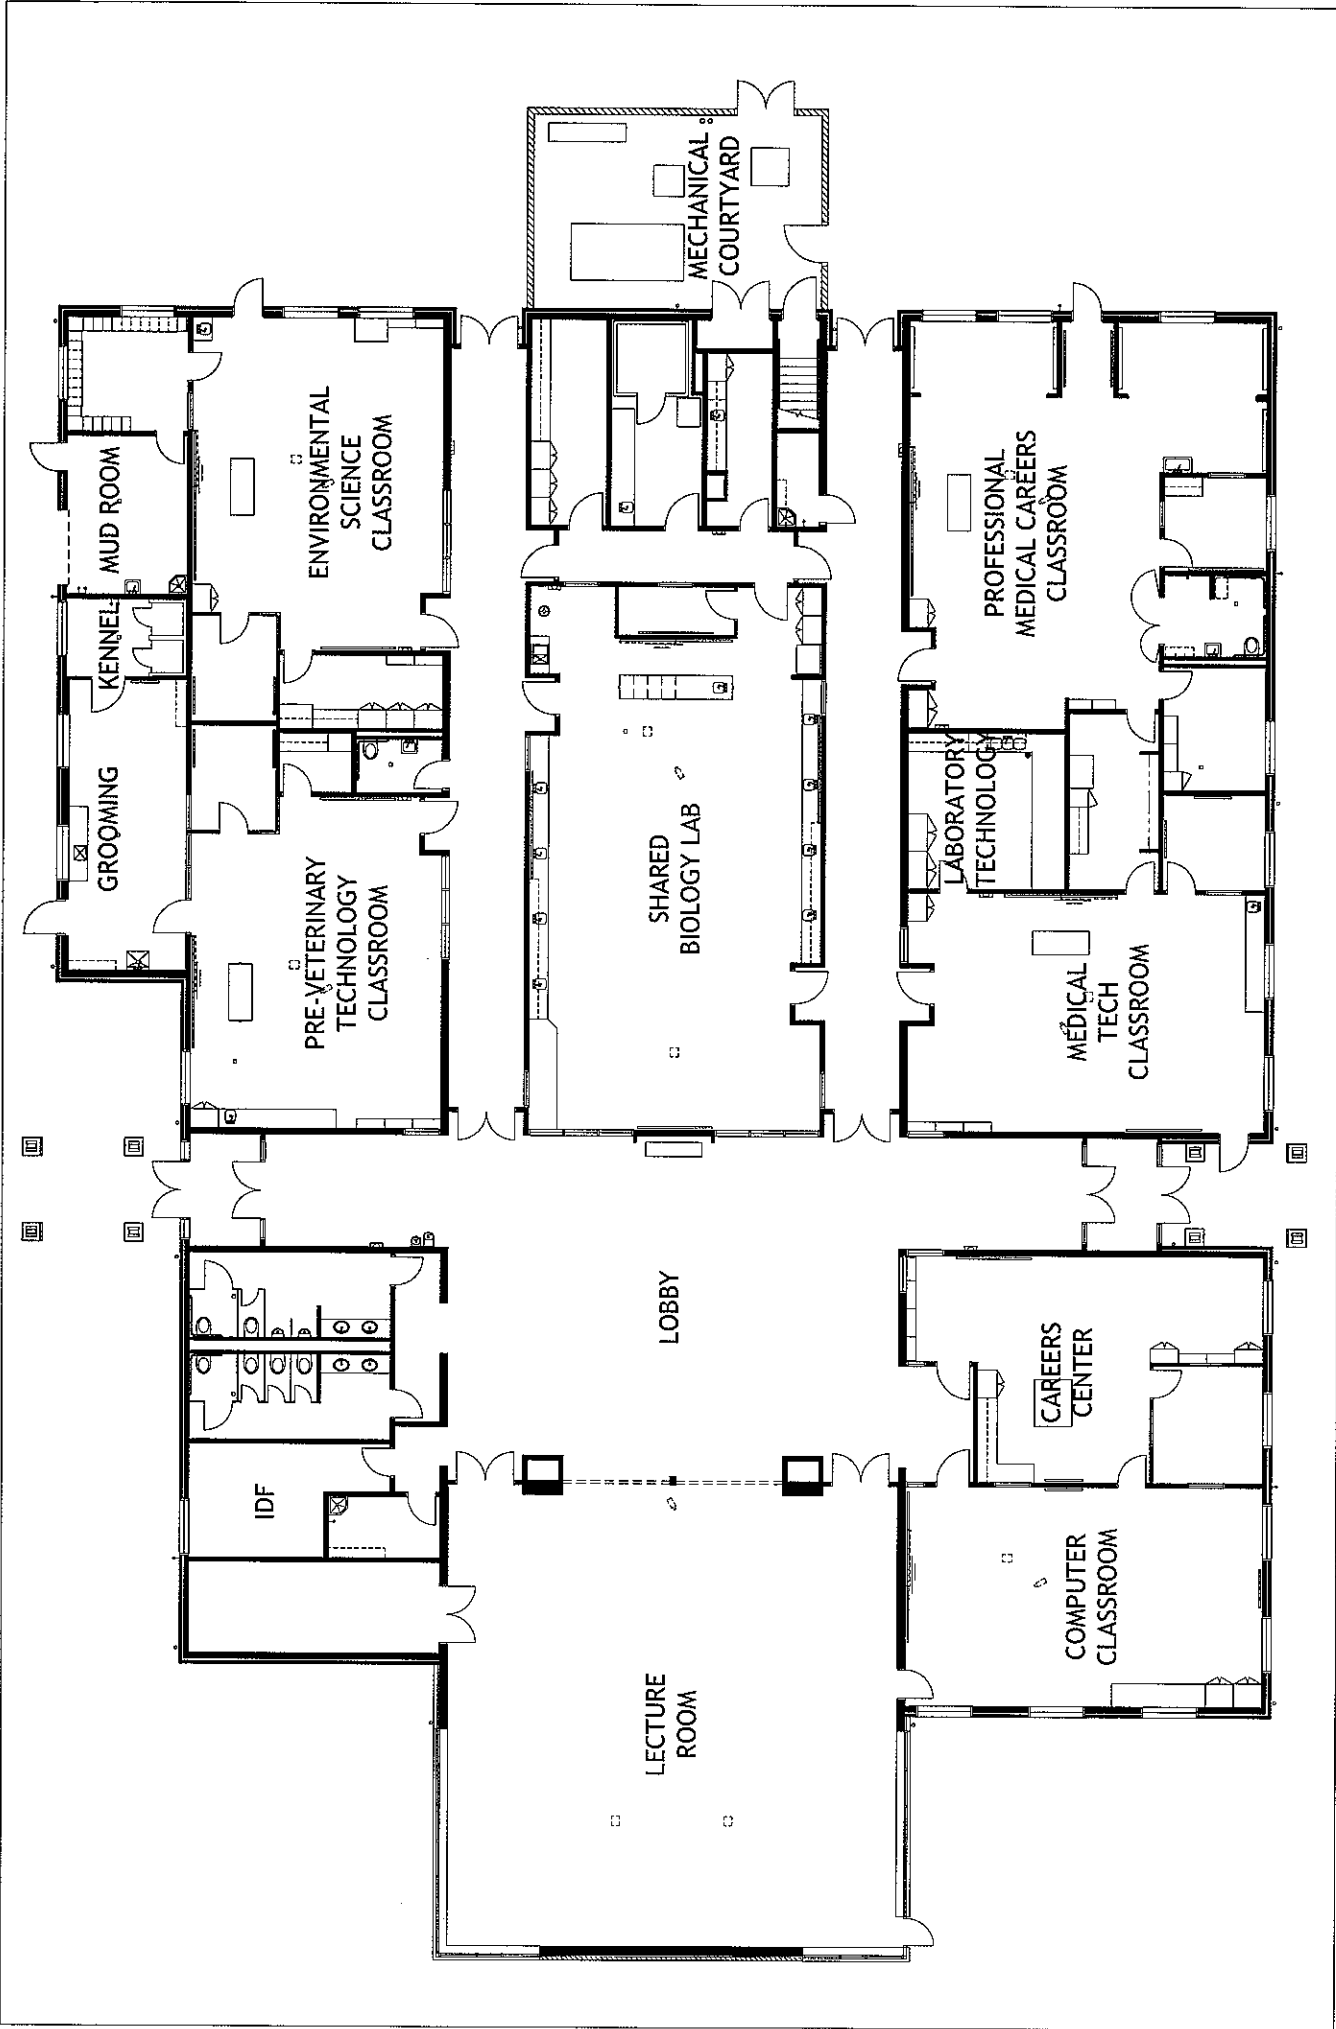 MECHANICAL
COURTYARD
MUD ROOM
ENVIRONMENTAL
SCIENCE
CLASSROOM
KENNEL
GROOMING
PRE-VETERINARY
TECHNOLOGY
CLASSROOM
SHARED
BIOLOGY LAB
PROFESSIONAL
MEDICAL CAREERS
CLASSROOM
LABORATORY
TECHNOLOGY
MEDICAL
TECH
CLASSROOM
LOBBY
IDF
CAREERS
CENTER
LECTURE
ROOM
COMPUTER
CLASSROOM